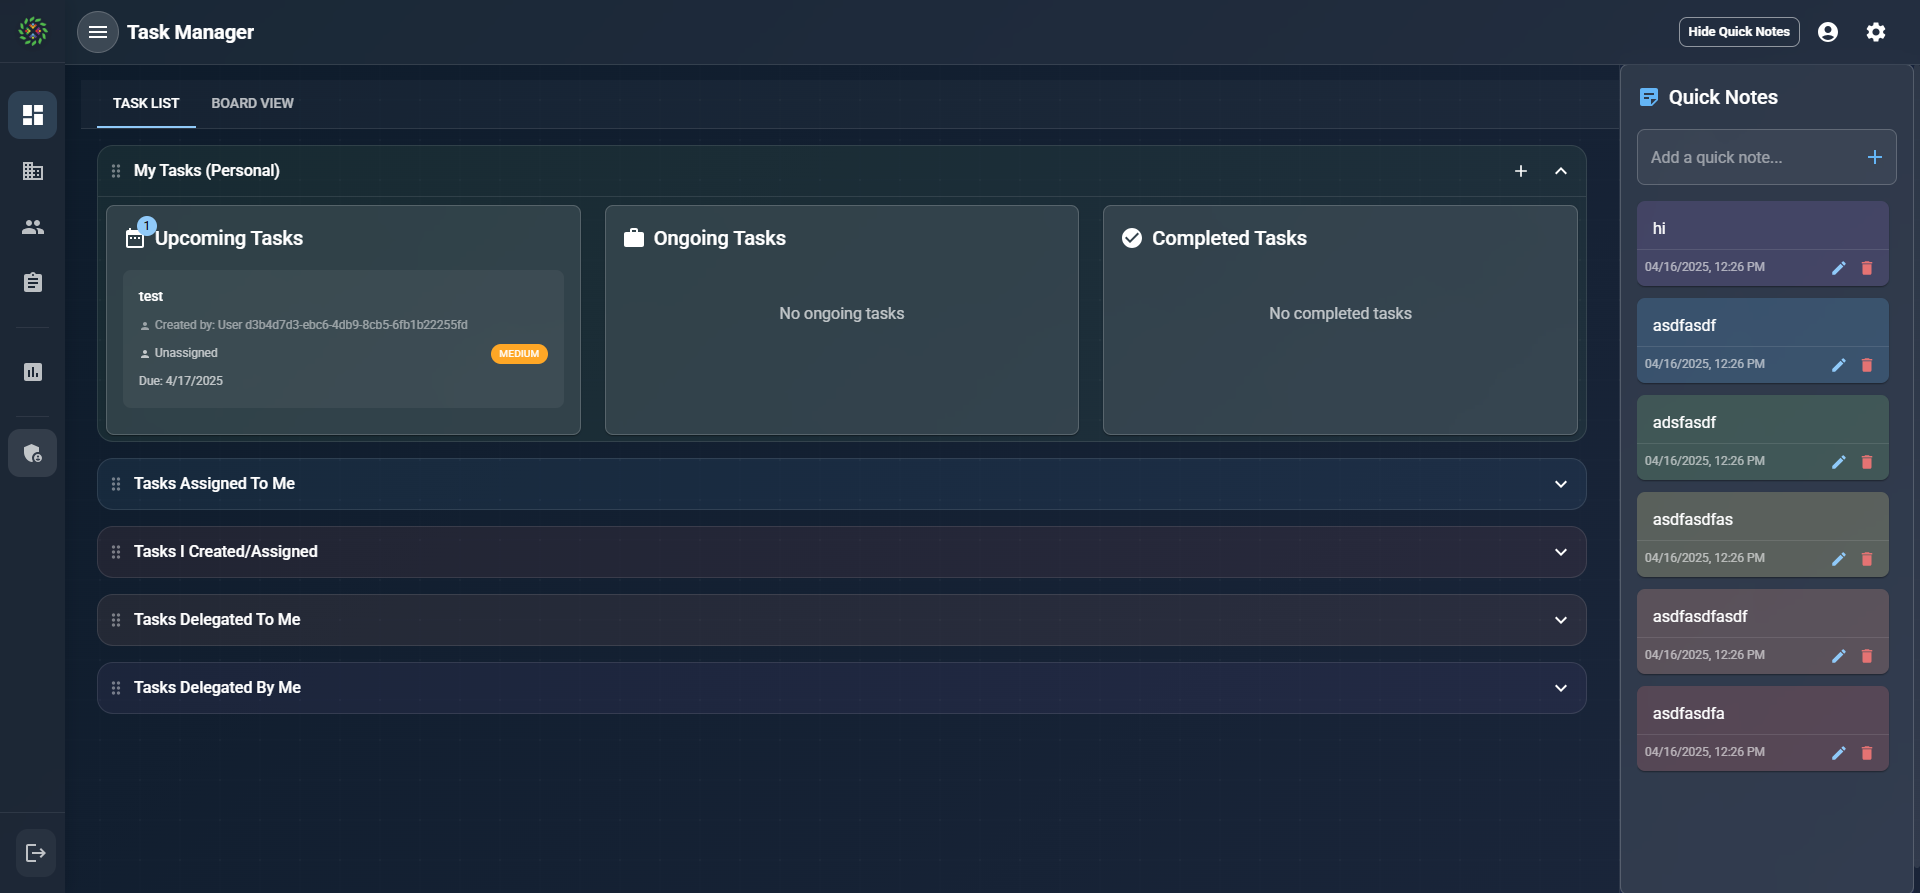 Task Manager
Hide Quick Notes
TASK LIST
BOARD VIEW
My Tasks (Personal)
1
Upcoming Tasks
test
Created by: User d3b4d7d3-ebc6-4db9-8cb5-6fb1b22255fd
Unassigned
MEDIUM
Due: 4/17/2025
Ongoing Tasks
No ongoing tasks
Completed Tasks
No completed tasks
Tasks Assigned To Me
Tasks I Created/Assigned
Tasks Delegated To Me
Tasks Delegated By Me
Quick Notes
Add a quick note...
hi
04/16/2025, 12:26 PM
asdfasdf
04/16/2025, 12:26 PM
adsfasdf
04/16/2025, 12:26 PM
asdfasdfas
04/16/2025, 12:26 PM
asdfasdfasdf
04/16/2025, 12:26 PM
asdfasdfa
04/16/2025, 12:26 PM